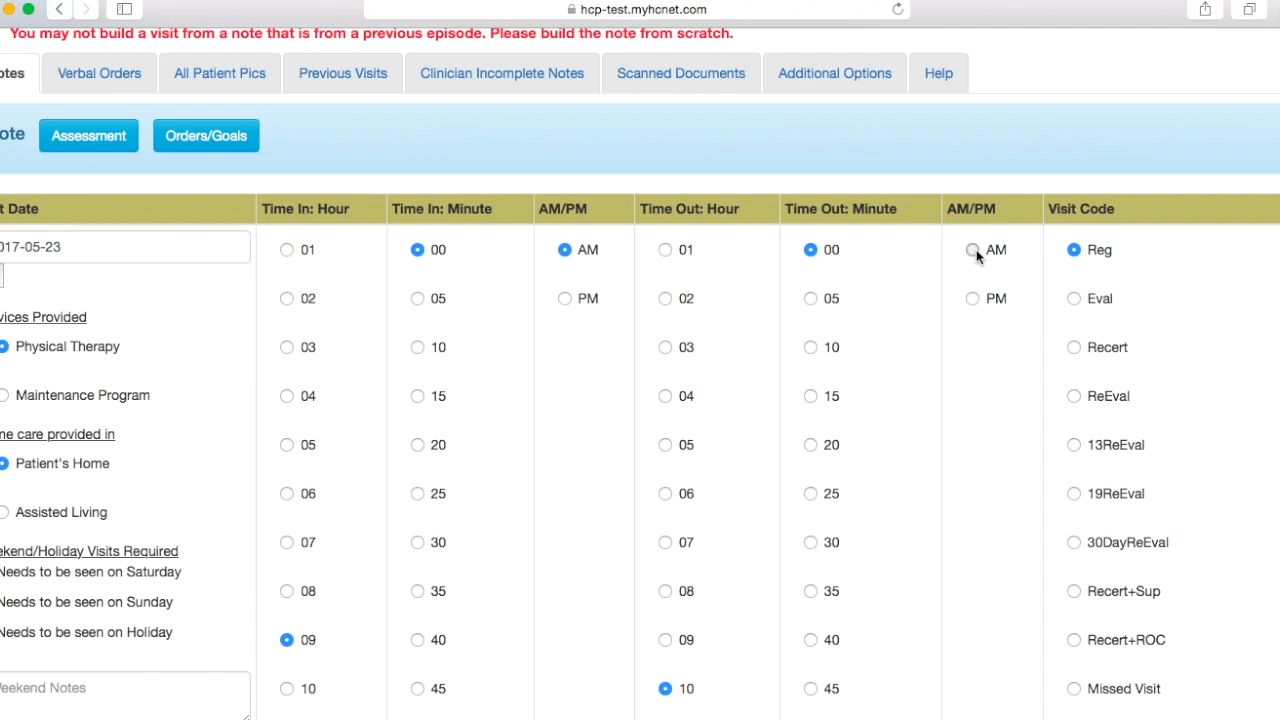 hcp-test.myhcnet.com
You may not build a visit from a note that is from a previous episode. Please build the note from scratch.
otes Verbal Orders All Patient Pics Previous Visits Clinician Incomplete Notes Scanned Documents Additional Options Help
ote Assessment Orders/Goals
t Date Time In: Hour Time In: Minute AM/PM Time Out: Hour Time Out: Minute AM/PM Visit Code
017-05-23 01 00 AM 01 00 AM Reg
02 05 PM 02 05 PM Eval
vices Provided
Physical Therapy 03 10 03 10 Recert
Maintenance Program 04 15 04 15 ReEval
me care provided in
05 20 05 20 13ReEval
Patient's Home
06 25 06 25 19ReEval
Assisted Living
07 30 07 30 30DayReEval
ekend/Holiday Visits Required
Needs to be seen on Saturday
08 35 08 35 Recert+Sup
Needs to be seen on Sunday
Needs to be seen on Holiday
09 40 09 40 Recert+ROC
Weekend Notes 10 45 10 45 Missed Visit